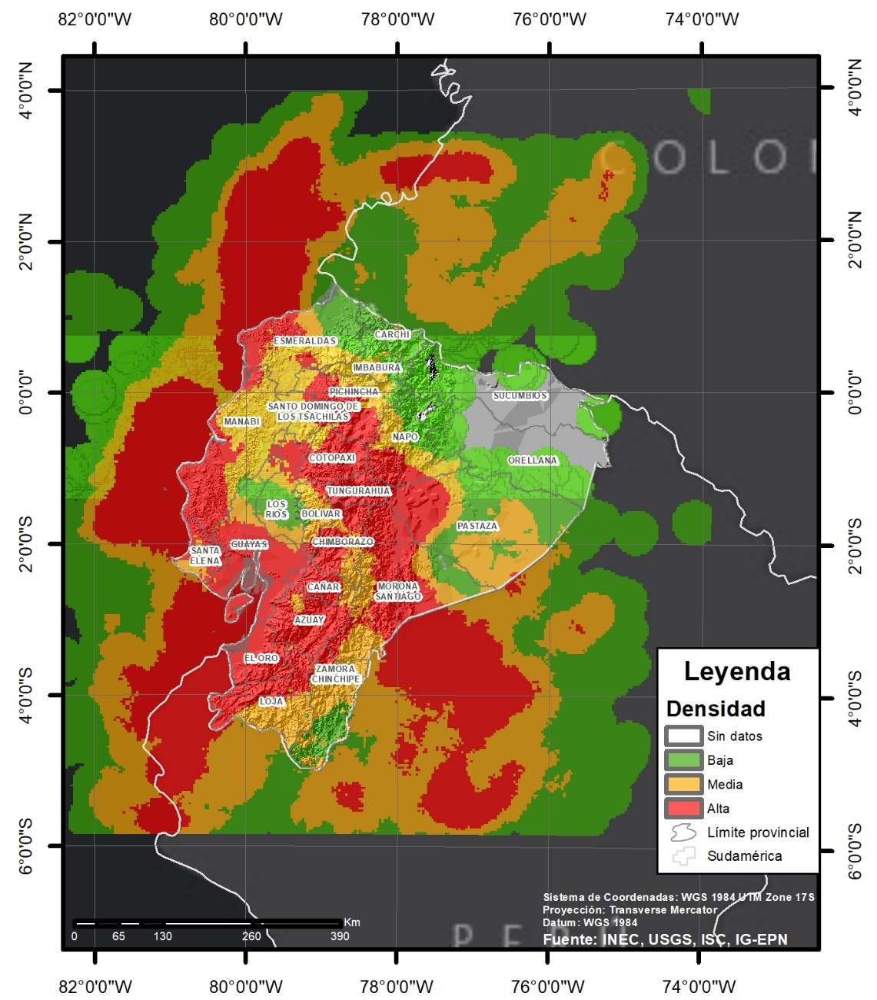 82°0'0"W 80°0'0"W 78°0'0"W 76°0'0"W 74°0'0"W
4°0'0"N
2°0'0"N
0°0'0"
2°0'0"S
4°0'0"S
6°0'0"S
4°0'0"N
2°0'0"N
0°0'0"
2°0'0"S
4°0'0"S
6°0'0"S
COLOM
ESMERALDAS
CARCHI
IMBABURA
PICHINCHA
SUCUMBIOS
SANTO DOMINGO DE
LOS TSACHILAS
MANABI
NAPO
COTOPAXI
ORELLANA
TUNGURAHUA
LOS
RIOS
BOLIVAR
PASTAZA
CHIMBORAZO
GUAYAS
SANTA
ELENA
CAÑAR
MORONA
SANTIAGO
AZUAY
EL ORO
ZAMORA
CHINCHIPE
LOJA
Leyenda
Densidad
Sin datos
Baja
Media
Alta
Límite provincial
Sudamérica
Sistema de Coordenadas: WGS 1984 UTM Zone 17S
Proyección: Transverse Mercator
Datum: WGS 1984
Fuente: INEC, USGS, ISC, IG-EPN
PERÚ
Km
0 65 130 260 390
82°0'0"W 80°0'0"W 78°0'0"W 76°0'0"W 74°0'0"W